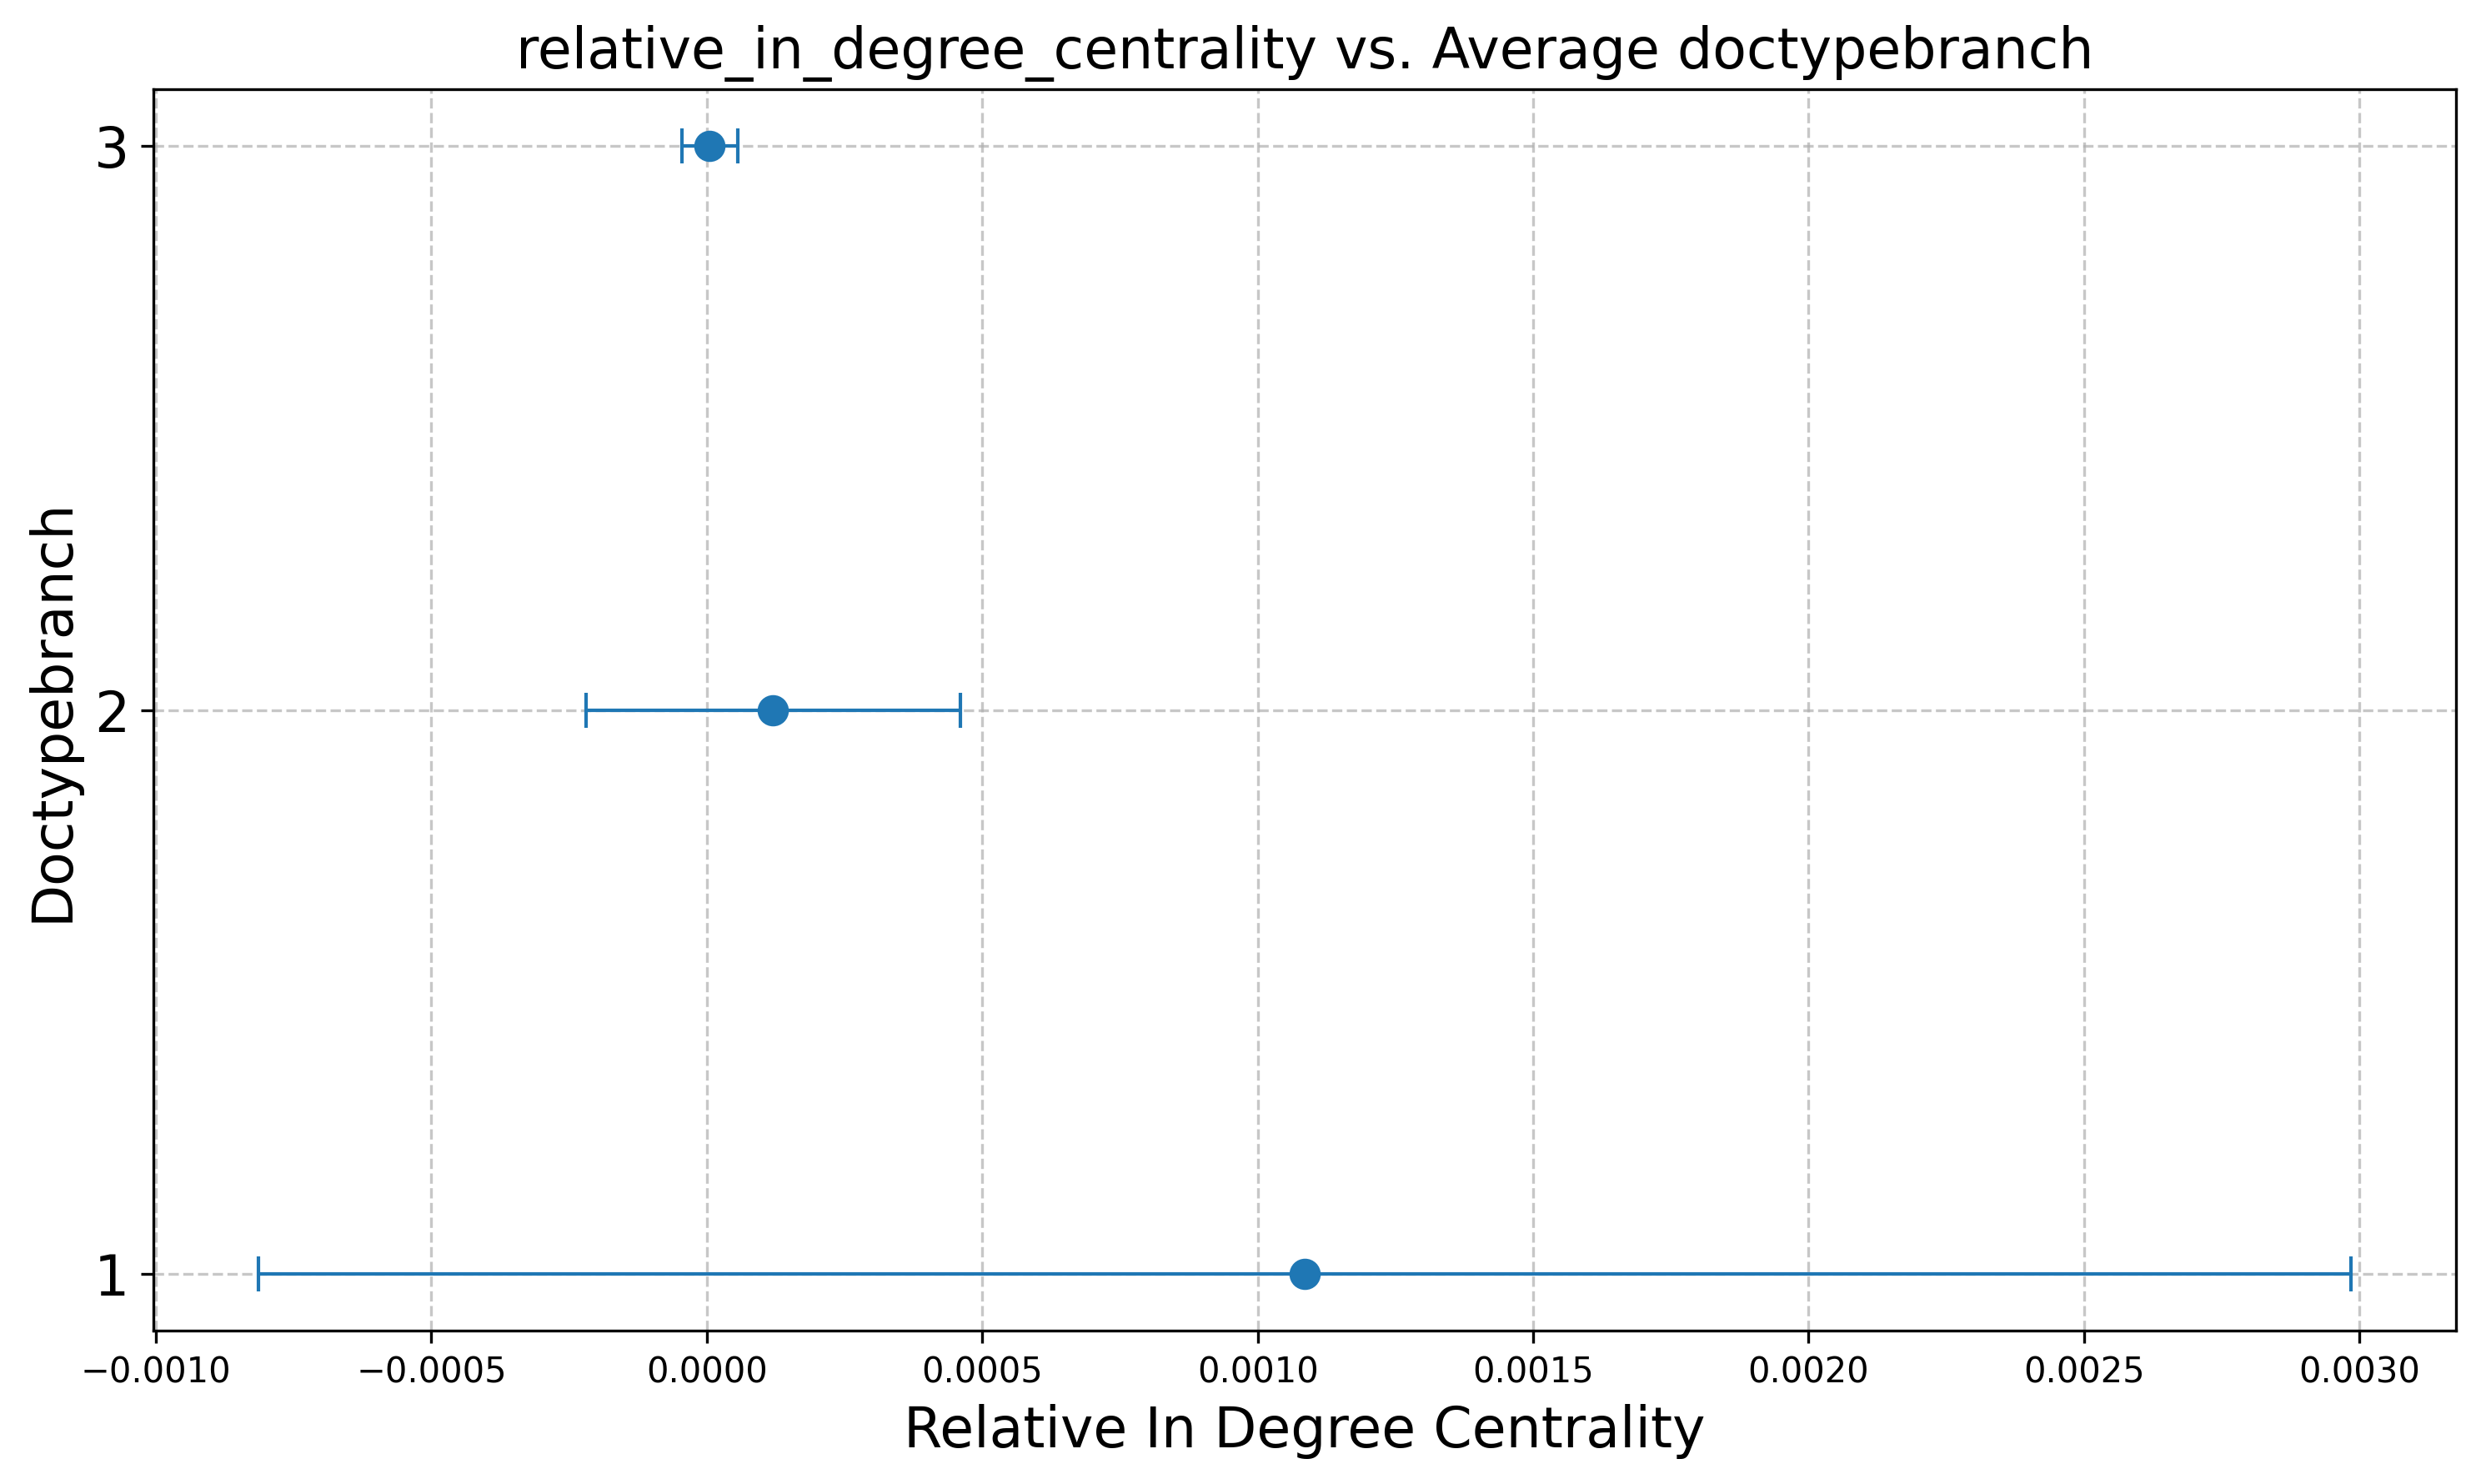 relative_in_degree_centrality vs. Average doctypebranch
Doctypebranch
3
2
1
−0.0010 −0.0005 0.0000 0.0005 0.0010 0.0015 0.0020 0.0025 0.0030
Relative In Degree Centrality